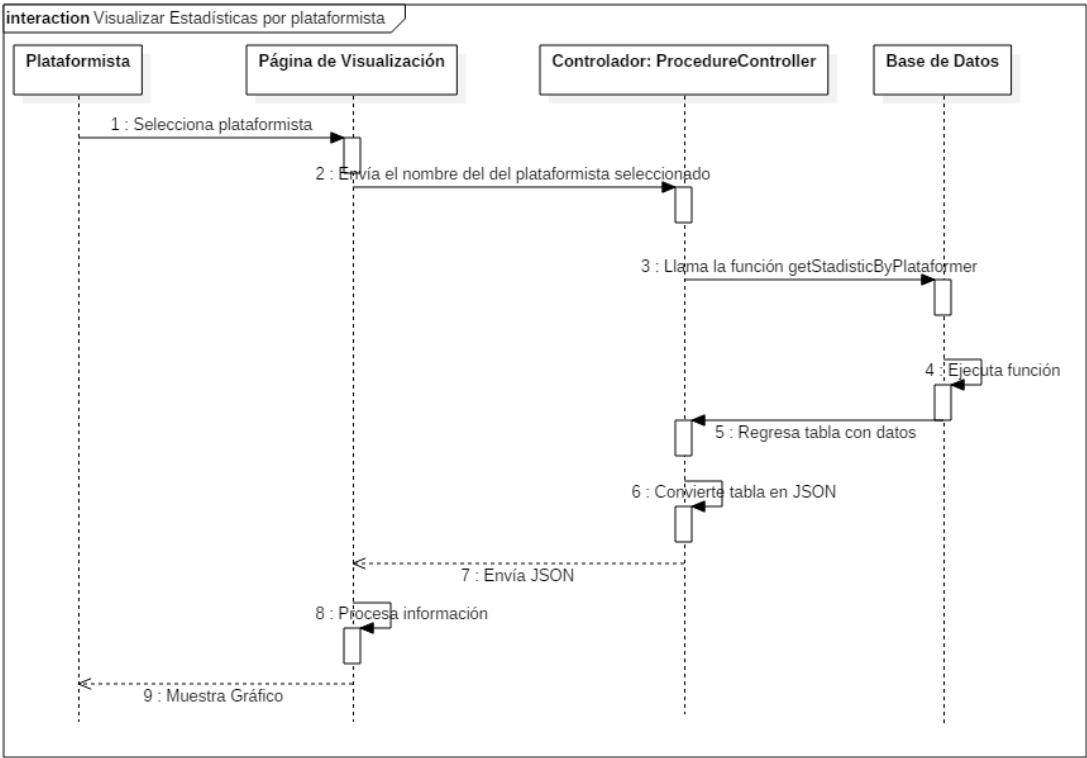 interaction Visualizar Estadísticas por plataformista
Plataformista
Página de Visualización
Controlador: ProcedureController
Base de Datos
1 : Selecciona plataformista
2 : Envía el nombre del del plataformista seleccionado
3 : Llama la función getStadisticByPlataformer
4 : Ejecuta función
5 : Regresa tabla con datos
6 : Convierte tabla en JSON
7 : Envía JSON
8 : Procesa información
9 : Muestra Gráfico